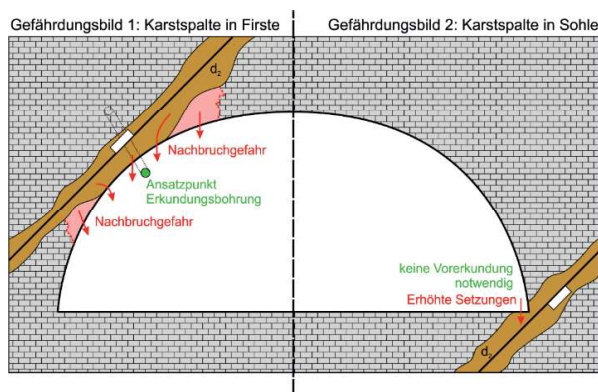 Gefährdungsbild 1: Karstspalte in Firste
Gefährdungsbild 2: Karstspalte in Sohle
d₂
Nachbruchgefahr
Ansatzpunkt
Erkundungsbohrung
Nachbruchgefahr
keine Vorerkundung
notwendig
Erhöhte Setzungen
d₂